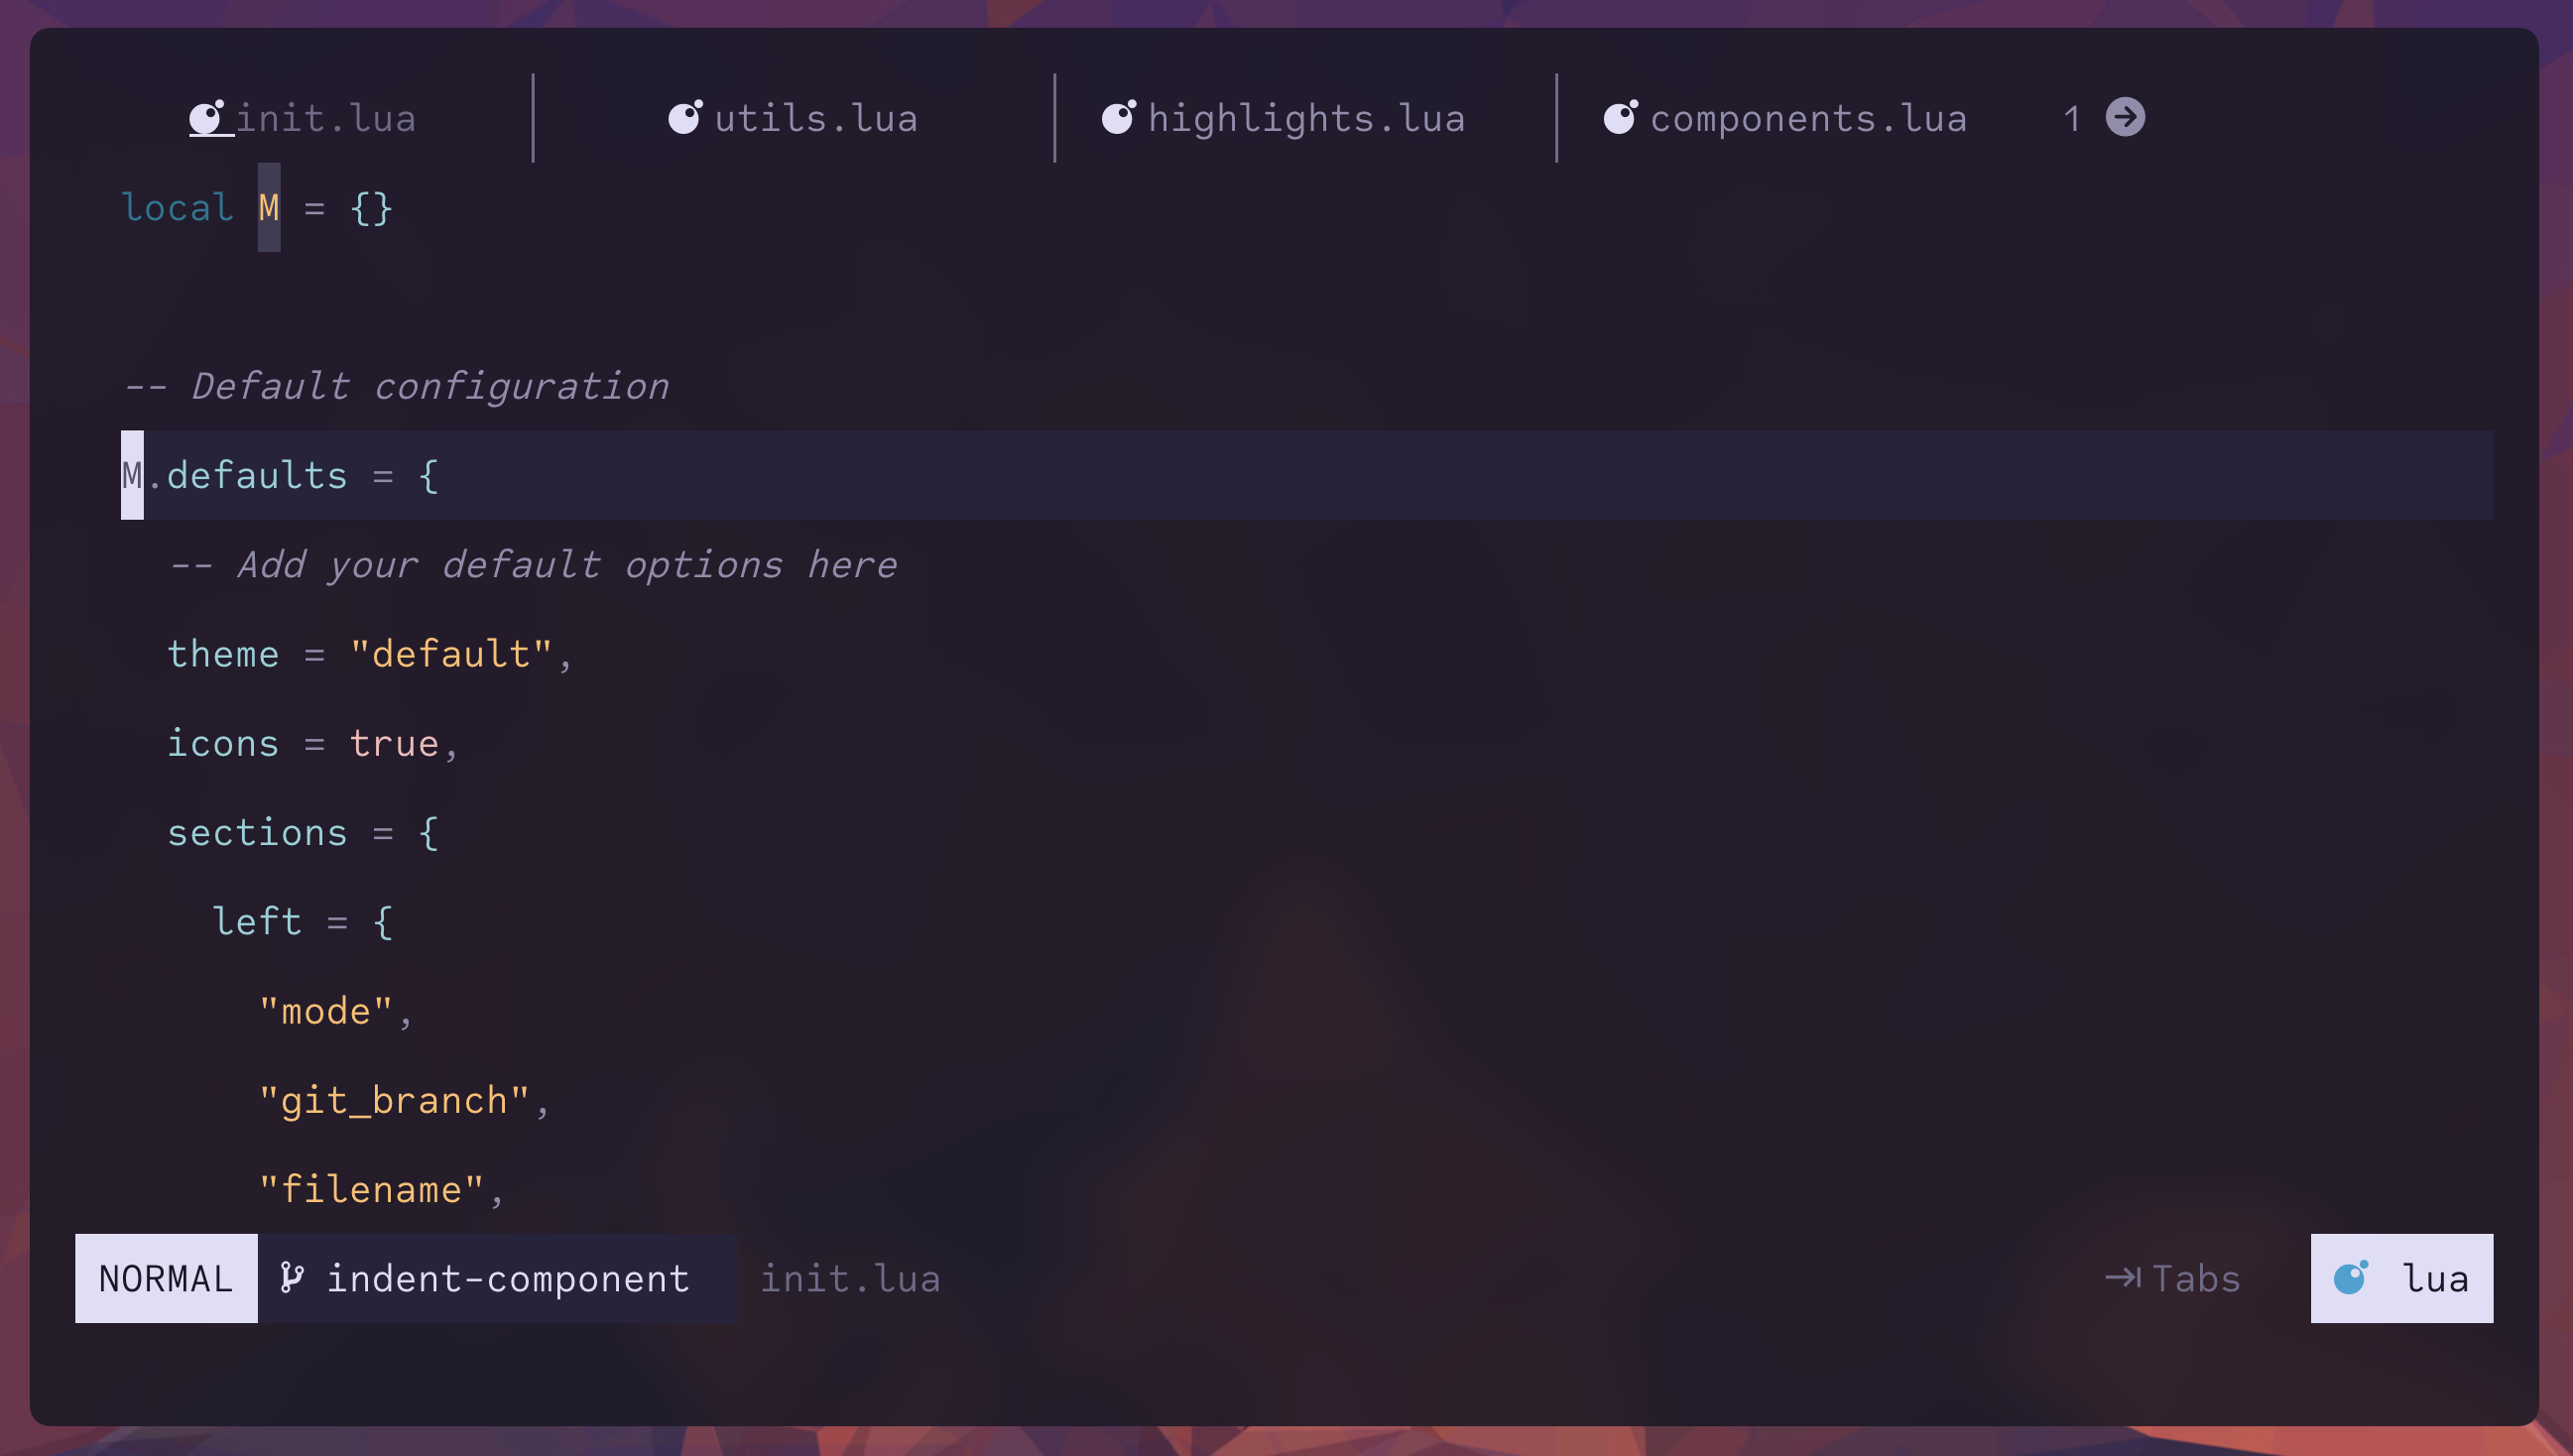 init.lua utils.lua highlights.lua components.lua 1
local M = {}
-- Default configuration
M.defaults = {
-- Add your default options here
theme = "default",
icons = true,
sections = {
left = {
"mode",
"git_branch",
"filename",
NORMAL indent-component init.lua Tabs lua